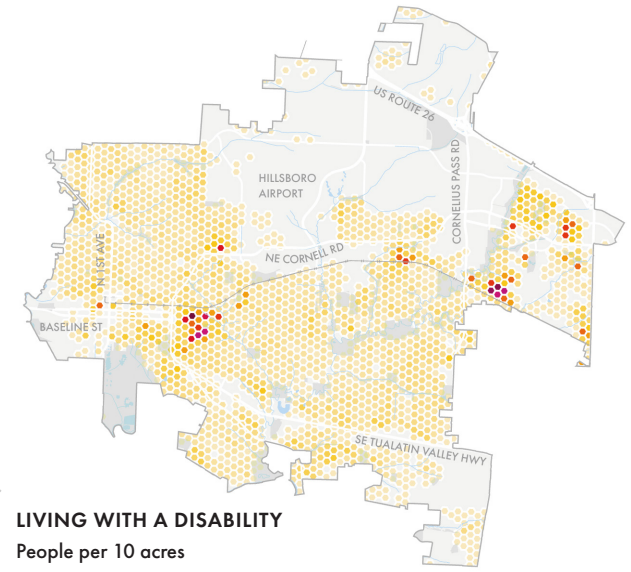 US ROUTE 26
CORNELIUS PASS RD
HILLSBORO
AIRPORT
N 1ST AVE
NE CORNELL RD
BASELINE ST
SE TUALATIN VALLEY HWY
LIVING WITH A DISABILITY
People per 10 acres